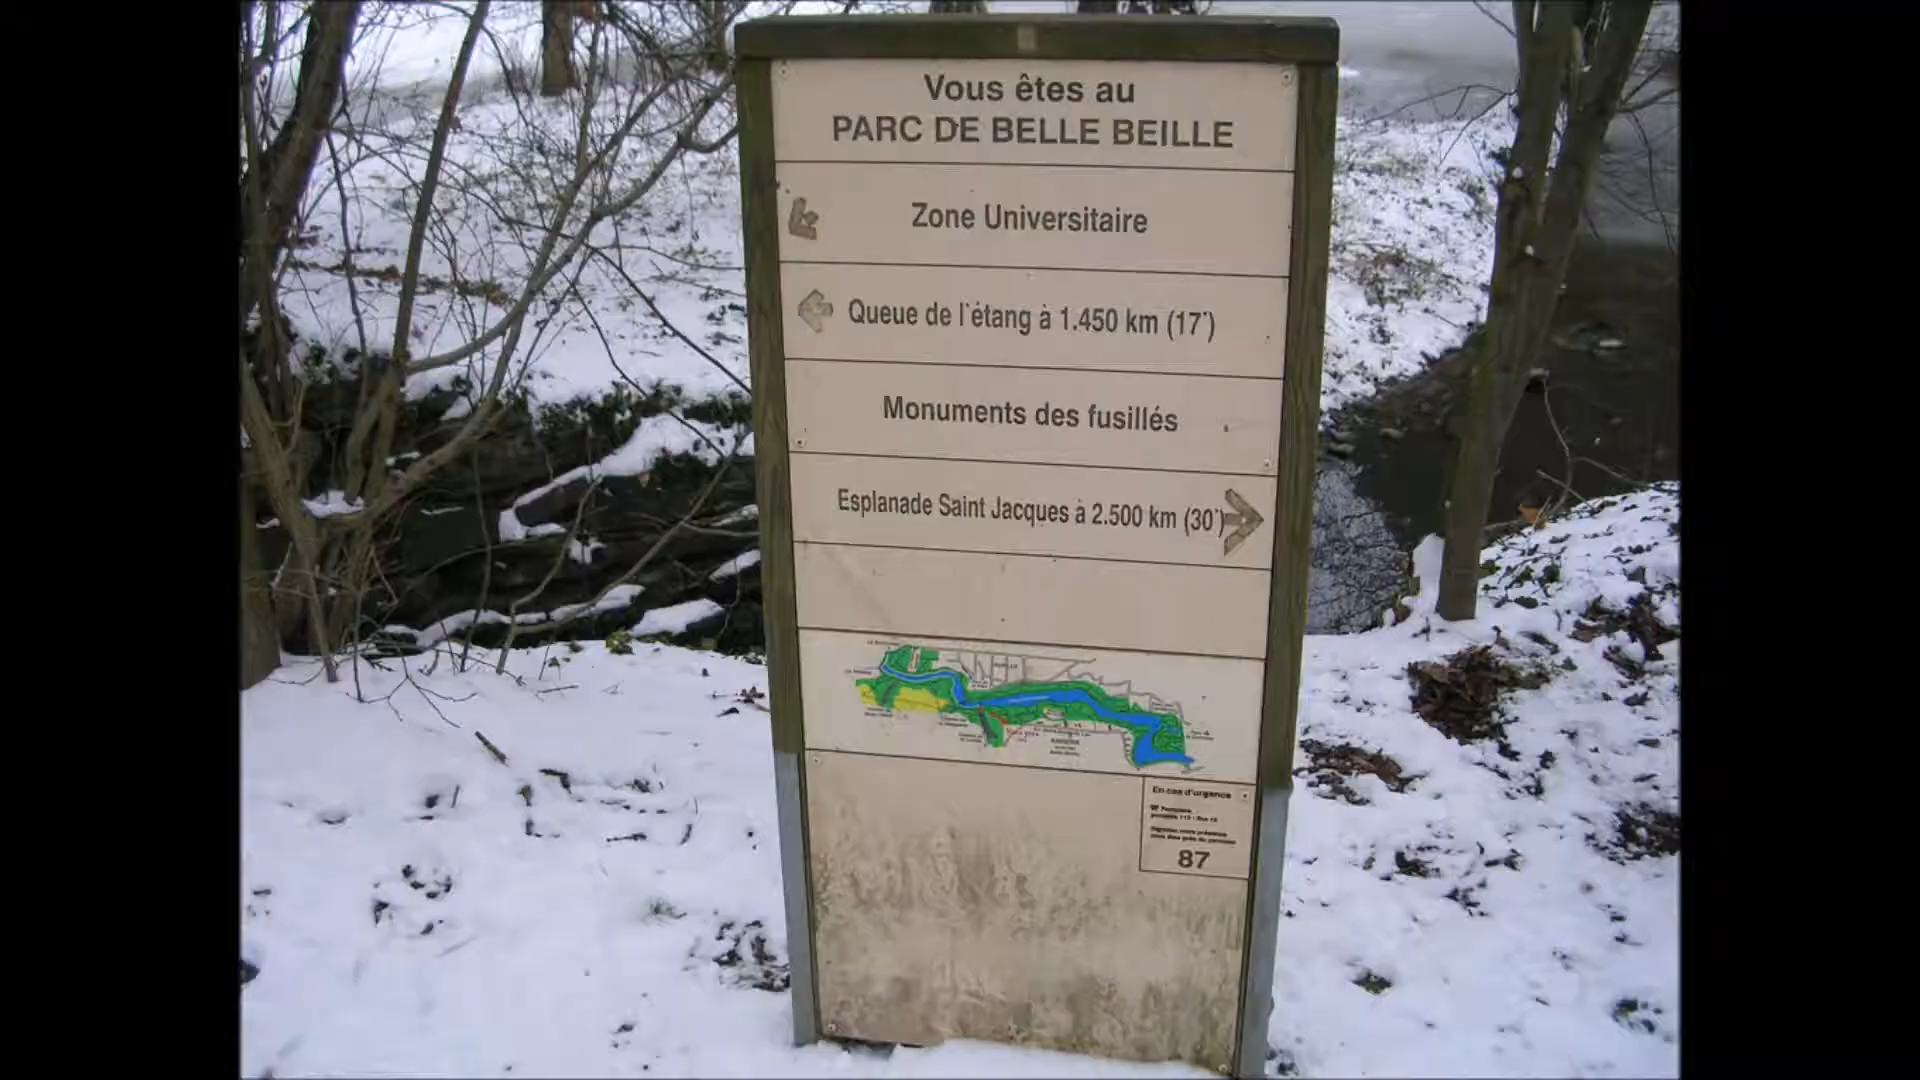 Vous êtes au
PARC DE BELLE BEILLE
Zone Universitaire
Queue de l'étang à 1.450 km (17')
Monuments des fusillés
Esplanade Saint Jacques à 2.500 km (30')
En cas d'urgence
87